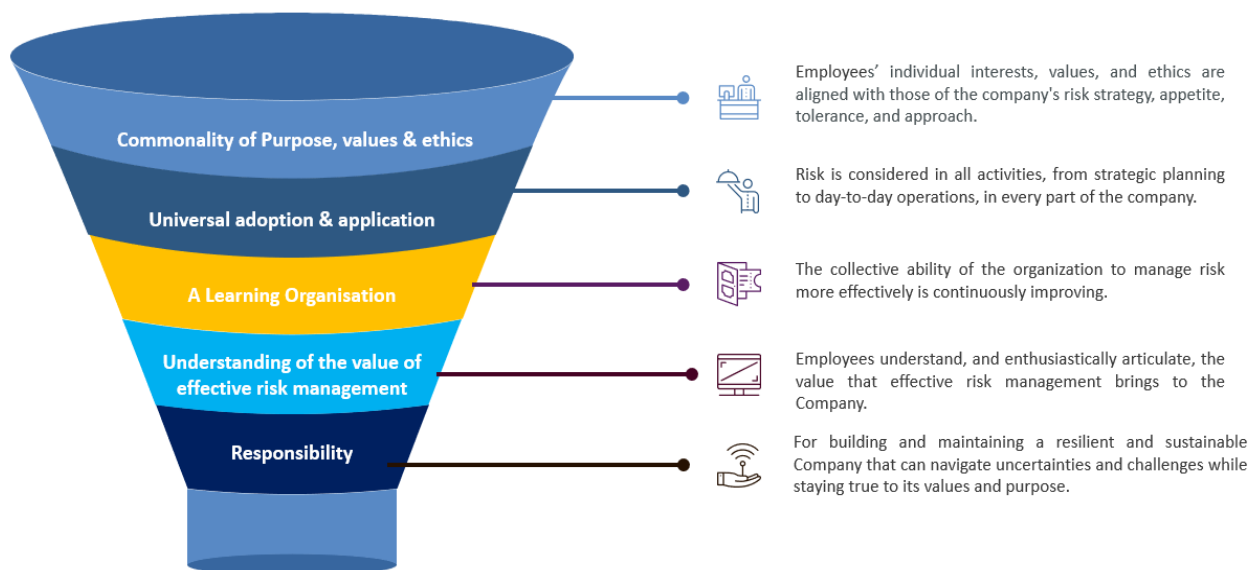 Commonality of Purpose, values & ethics
Employees' individual interests, values, and ethics are
aligned with those of the company's risk strategy, appetite,
tolerance, and approach.
Universal adoption & application
Risk is considered in all activities, from strategic planning
to day-to-day operations, in every part of the company.
A Learning Organisation
The collective ability of the organization to manage risk
more effectively is continuously improving.
Understanding of the value of
effective risk management
Employees understand, and enthusiastically articulate, the
value that effective risk management brings to the
Company.
Responsibility
For building and maintaining a resilient and sustainable
Company that can navigate uncertainties and challenges while
staying true to its values and purpose.